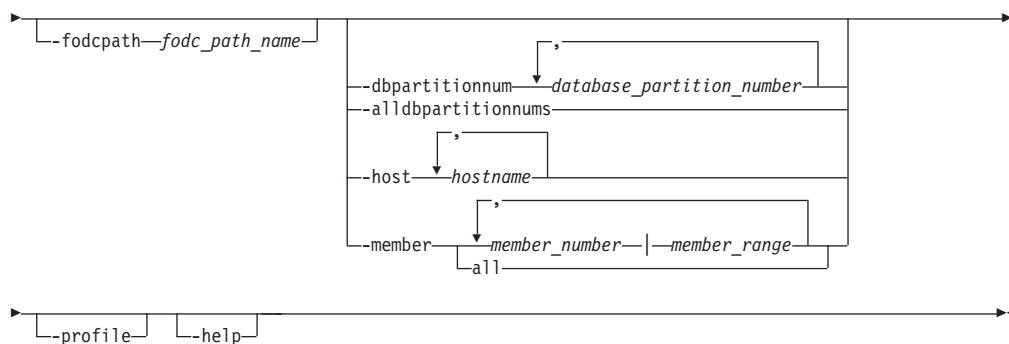 -fodcpath fodc_path_name
,
-dbpartitionnum database_partition_number
-alldbpartitionnums
,
-host hostname
,
-member member_number | member_range
all
-profile -help